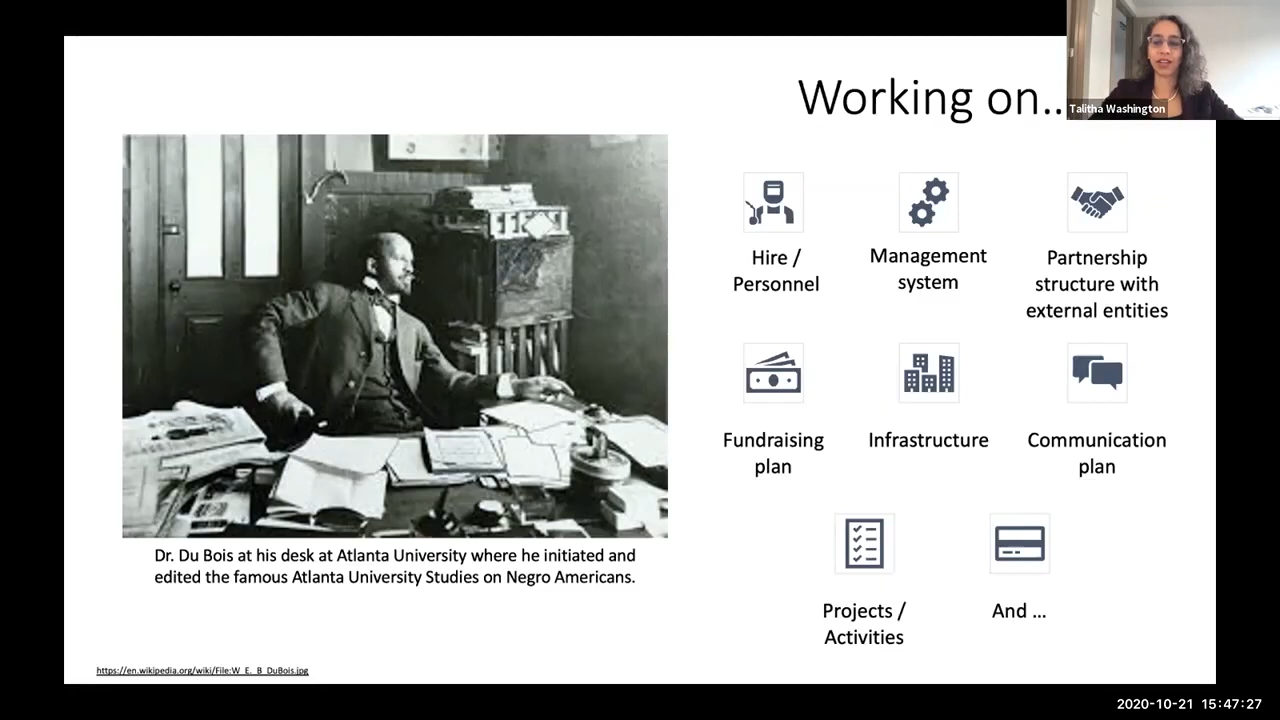 Working on..
Talitha Washington
Hire /
Personnel
Management
system
Partnership
structure with
external entities
Fundraising
plan
Infrastructure
Communication
plan
Projects /
Activities
And ...
Dr. Du Bois at his desk at Atlanta University where he initiated and
edited the famous Atlanta University Studies on Negro Americans.
https://en.wikipedia.org/wiki/File:W_E._B_DuBois.jpg
2020-10-21 15:47:27